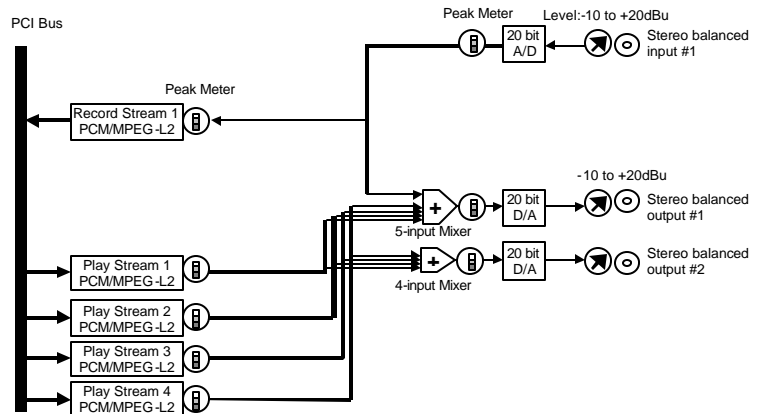 Peak Meter
Level:-10 to +20dBu
PCI Bus
20 bit
A/D
Stereo balanced
input #1
Peak Meter
Record Stream 1
PCM/MPEG-L2
-10 to +20dBu
+
20 bit
D/A
Stereo balanced
output #1
5-input Mixer
Play Stream 1
PCM/MPEG-L2
+
20 bit
D/A
Stereo balanced
output #2
4-input Mixer
Play Stream 2
PCM/MPEG-L2
Play Stream 3
PCM/MPEG-L2
Play Stream 4
PCM/MPEG-L2